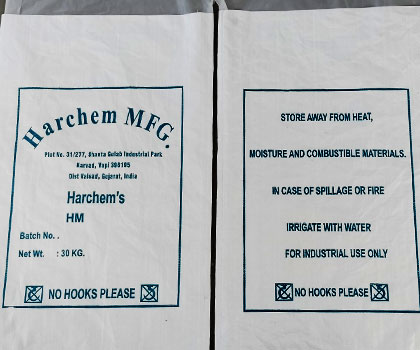 Harchem MFG.
Plot No. 31/277, Shanta Gulab Industrial Park
Karvad, Vapi 396195
Dist Valsad, Gujarat, India
Harchem's
HM
Batch No. .
Net Wt. : 30 KG.
NO HOOKS PLEASE
STORE AWAY FROM HEAT,
MOISTURE AND COMBUSTIBLE MATERIALS.
IN CASE OF SPILLAGE OR FIRE
IRRIGATE WITH WATER
FOR INDUSTRIAL USE ONLY
NO HOOKS PLEASE